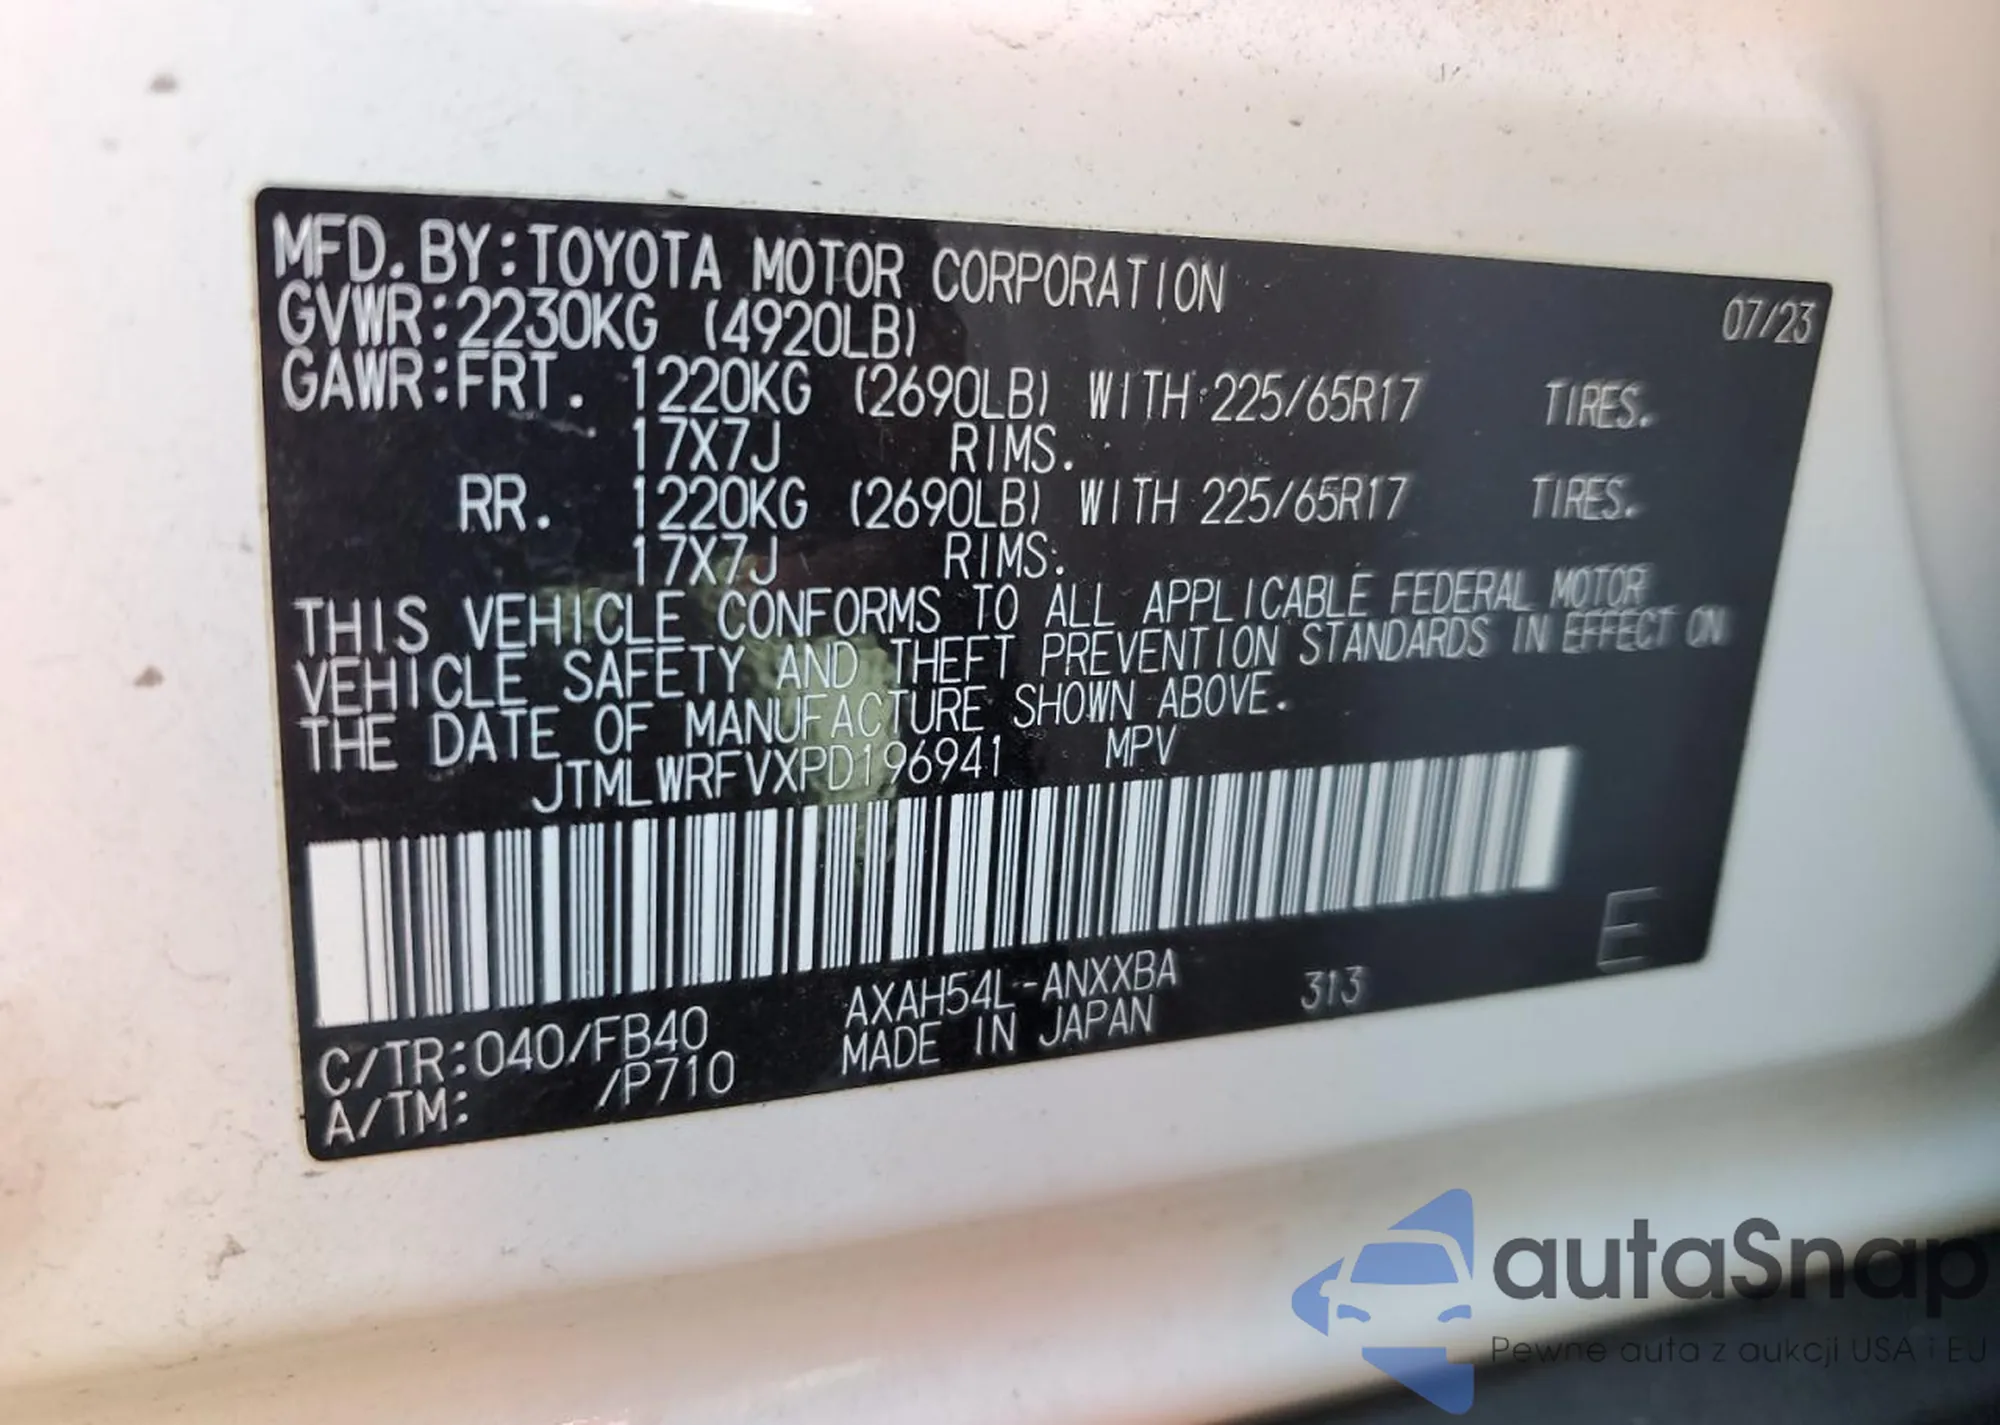 MFD. BY: TOYOTA MOTOR CORPORATION 07/23
GVWR: 2230KG (4920LB)
GAWR: FRT. 1220KG (2690LB) WITH 225/65R17 TIRES.
17X7J RIMS.
RR. 1220KG (2690LB) WITH 225/65R17 TIRES.
17X7J RIMS.
THIS VEHICLE CONFORMS TO ALL APPLICABLE FEDERAL MOTOR
VEHICLE SAFETY AND THEFT PREVENTION STANDARDS IN EFFECT ON
THE DATE OF MANUFACTURE SHOWN ABOVE.
JTMLWRFVXPD196941 MPV
E
C/TR: 040/FB40 AXAH54L-ANXXBA 313
A/TM: /P710 MADE IN JAPAN
autaSnap
Pewne auta z aukcji USA i EU